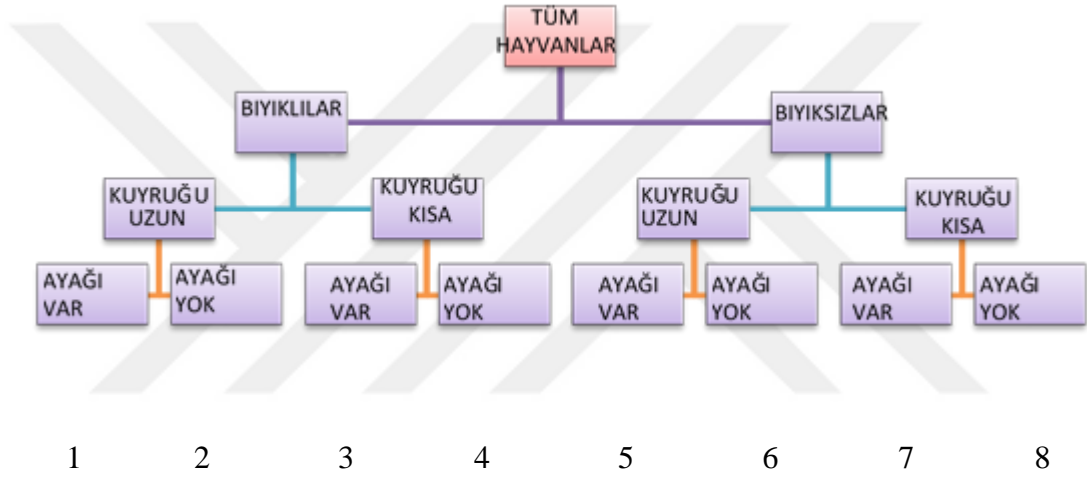 TÜM
HAYVANLAR
BIYIKLILAR
BIYIKSIZLAR
KUYRUĞU
UZUN
KUYRUĞU
KISA
KUYRUĞU
UZUN
KUYRUĞU
KISA
AYAĞI
VAR
AYAĞI
YOK
AYAĞI
VAR
AYAĞI
YOK
AYAĞI
VAR
AYAĞI
YOK
AYAĞI
VAR
AYAĞI
YOK
1 2 3 4 5 6 7 8